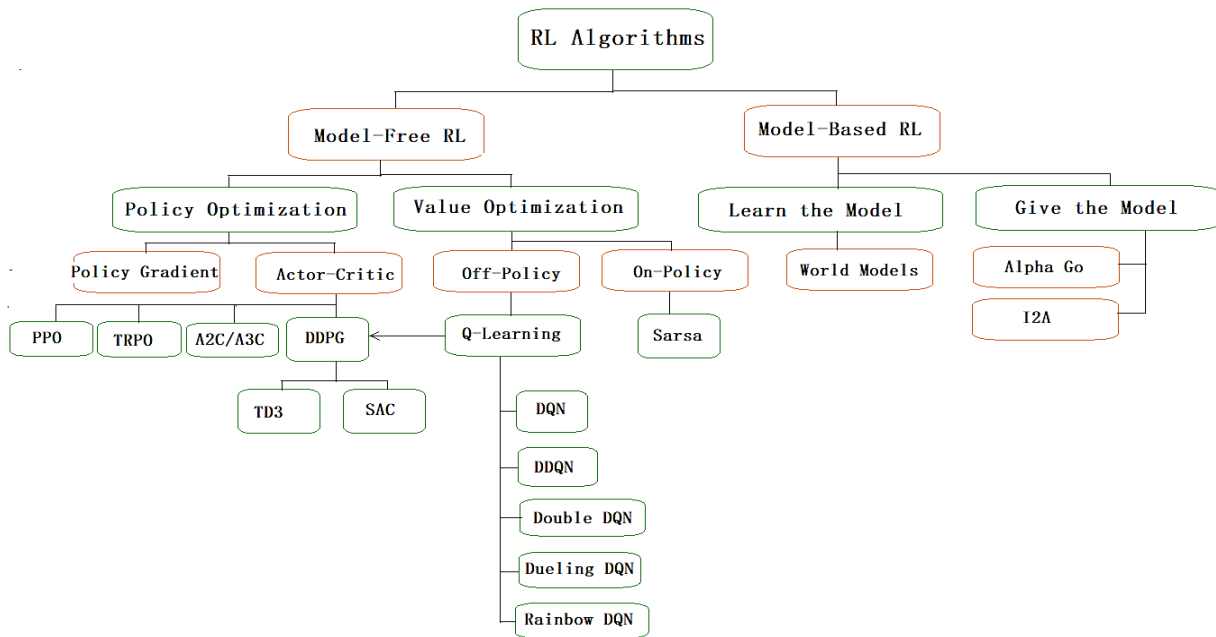 RL Algorithms
Model-Free RL
Model-Based RL
Policy Optimization
Value Optimization
Learn the Model
Give the Model
Policy Gradient
Actor-Critic
Off-Policy
On-Policy
World Models
Alpha Go
I2A
PPO
TRPO
A2C/A3C
DDPG
Q-Learning
Sarsa
TD3
SAC
DQN
DDQN
Double DQN
Dueling DQN
Rainbow DQN